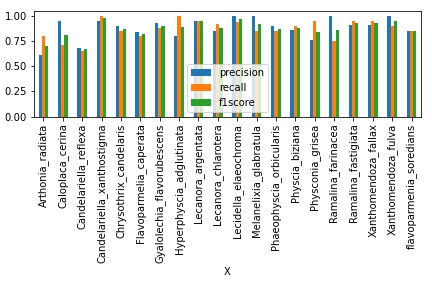 1.00
0.75
0.50
0.25
0.00
precision
recall
f1score
Arthonia_radiata
Caloplaca_cerina
Candelariella_reflexa
Candelariella_xanthostigma
Chrysothrix_candelaris
Flavoparmelia_caperata
Gyalolechia_flavorubescens
Hyperphyscia_adglutinata
Lecanora_argentata
Lecanora_chlarotera
Lecidella_elaeochroma
Melanelixia_glabratula
Phaeophyscia_orbicularis
Physcia_biziana
Physconia_grisea
Ramalina_farinacea
Ramalina_fastigiata
Xanthomendoza_fallax
Xanthomendoza_fulva
flavoparmenia_soredians
X